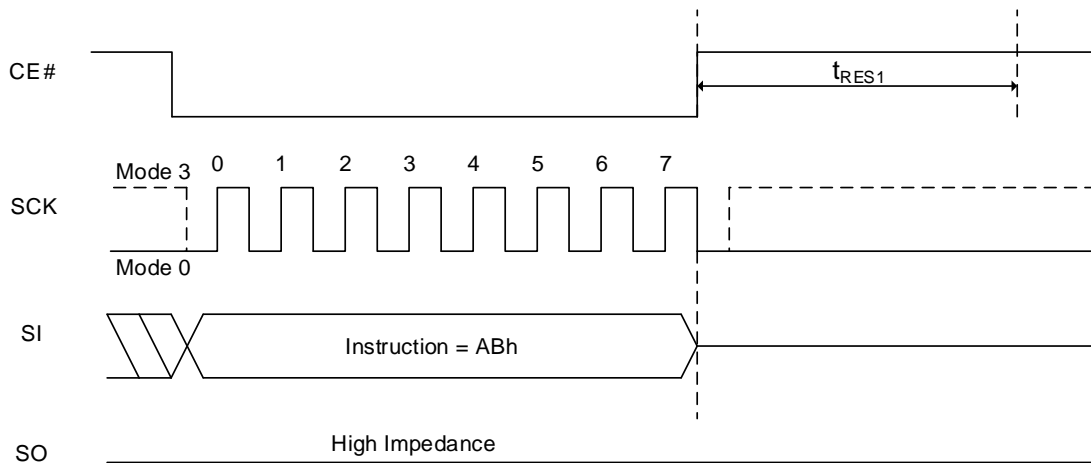 CE#
tRES1
Mode 3
0 1 2 3 4 5 6 7
SCK
Mode 0
SI
Instruction = ABh
SO
High Impedance